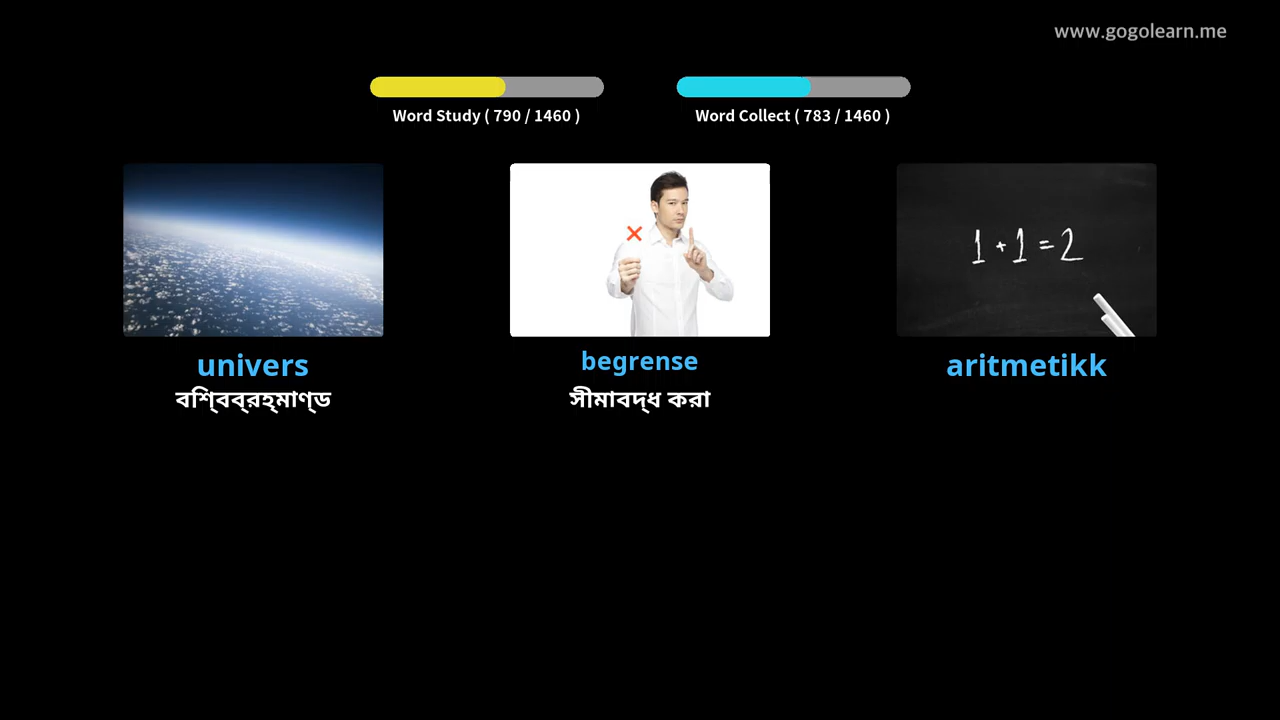 www.gogolearn.me
Word Study ( 790 / 1460 )
Word Collect ( 783 / 1460 )
1 + 1 = 2
univers
begrense
aritmetikk
বিশ্বব্রহ্মাণ্ড
সীমাবদ্ধ করা